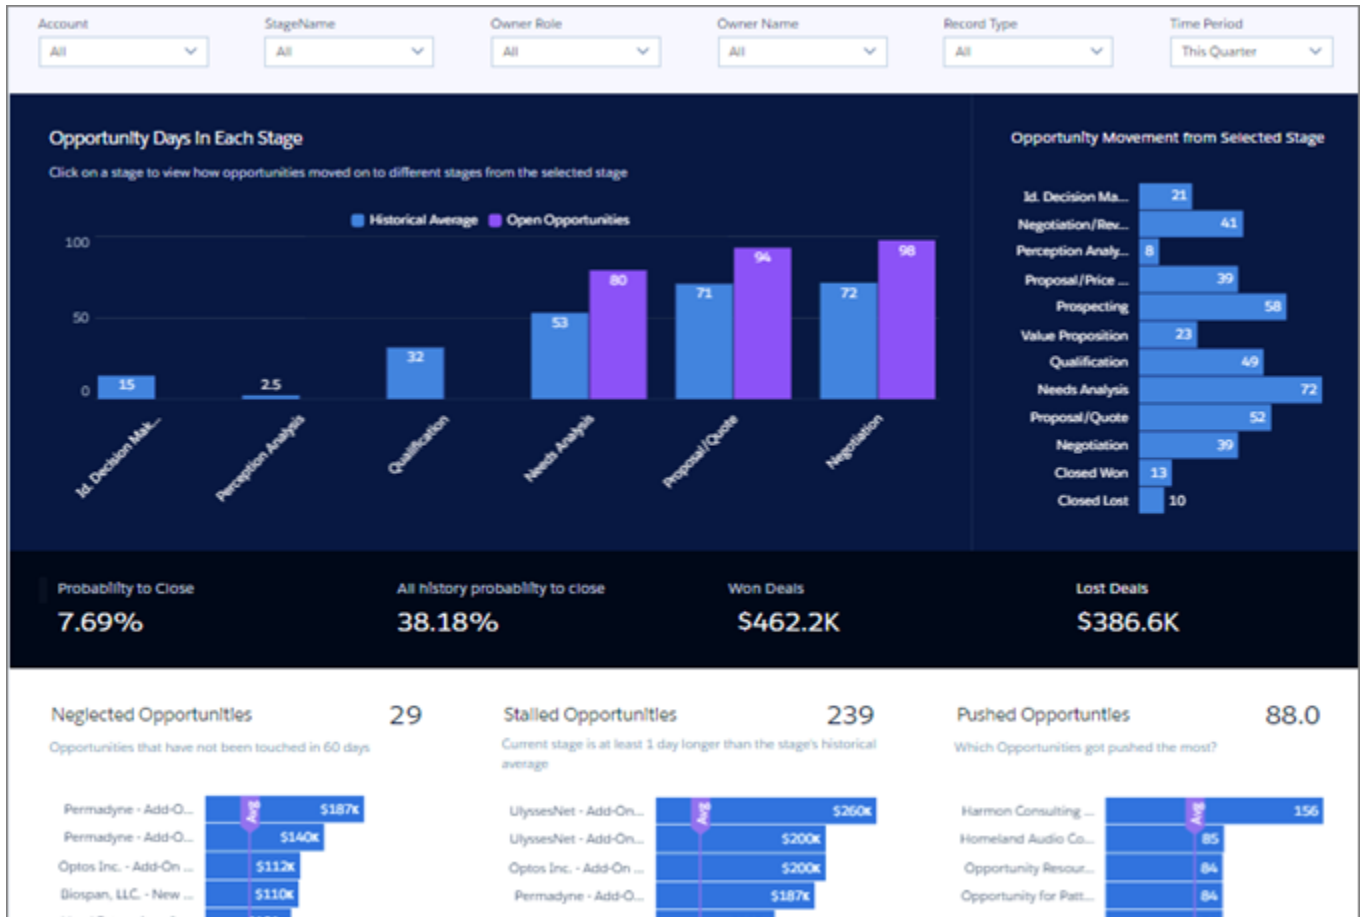 Account StageName Owner Role Owner Name Record Type Time Period
All All All All All This Quarter
Opportunity Days in Each Stage
Click on a stage to view how opportunities moved on to different stages from the selected stage
Historical Average Open Opportunities
100
50
0
15 2.5 32 53 80 71 94 72 98
Id. Decision Mak... Perception Analysis Qualification Needs Analysis Proposal/Quote Negotiation
Opportunity Movement from Selected Stage
Id. Decision Ma... 21
Negotiation/Rev... 41
Perception Analy... 8
Proposal/Price ... 39
Prospecting 58
Value Proposition 23
Qualification 49
Needs Analysis 72
Proposal/Quote 52
Negotiation 39
Closed Won 13
Closed Lost 10
Probability to Close All history probability to close Won Deals Lost Deals
7.69% 38.18% $462.2K $386.6K
Neglected Opportunities 29
Opportunities that have not been touched in 60 days
Avg
Permadyne - Add-O... $187K
Permadyne - Add-O... $140K
Optos Inc. - Add-On ... $112K
Biospan, LLC. - New ... $110K
Stalled Opportunities 239
Current stage is at least 1 day longer than the stage's historical
average
Avg
UlyssesNet - Add-On... $260K
UlyssesNet - Add-On... $200K
Optos Inc. - Add-On ... $200K
Permadyne - Add-O... $187K
Pushed Opportunties 88.0
Which Opportunities got pushed the most?
Avg
Harmon Consulting ... 156
Homeland Audio Co... 85
Opportunity Resour... 84
Opportunity for Patt... 84